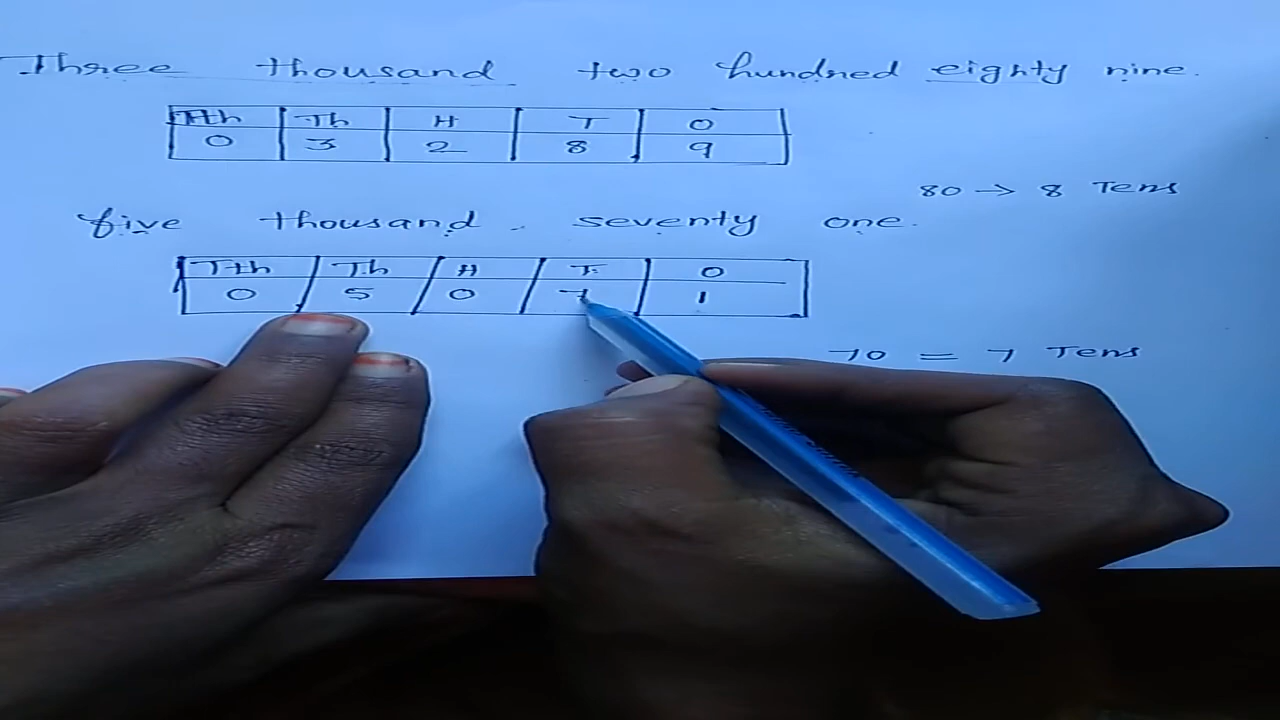 Three thousand two hundred eighty nine.
Tth Th H T O
0 3 2 8 9
80 → 8 Tens
five thousand . seventy one.
Tth Th H T. O
0 5 0 7 1
70 = 7 Tens